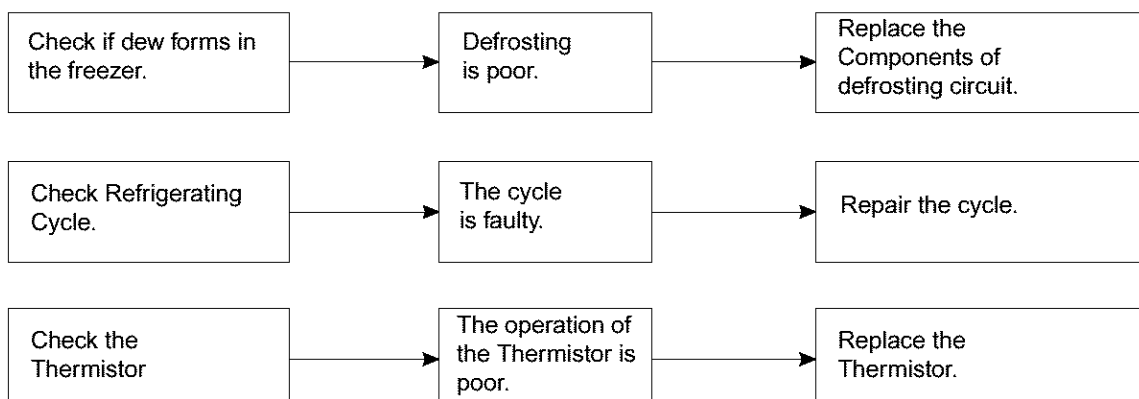 Check if dew forms in
the freezer.
Defrosting
is poor.
Replace the
Components of
defrosting circuit.
Check Refrigerating
Cycle.
The cycle
is faulty.
Repair the cycle.
Check the
Thermistor
The operation of
the Thermistor is
poor.
Replace the
Thermistor.